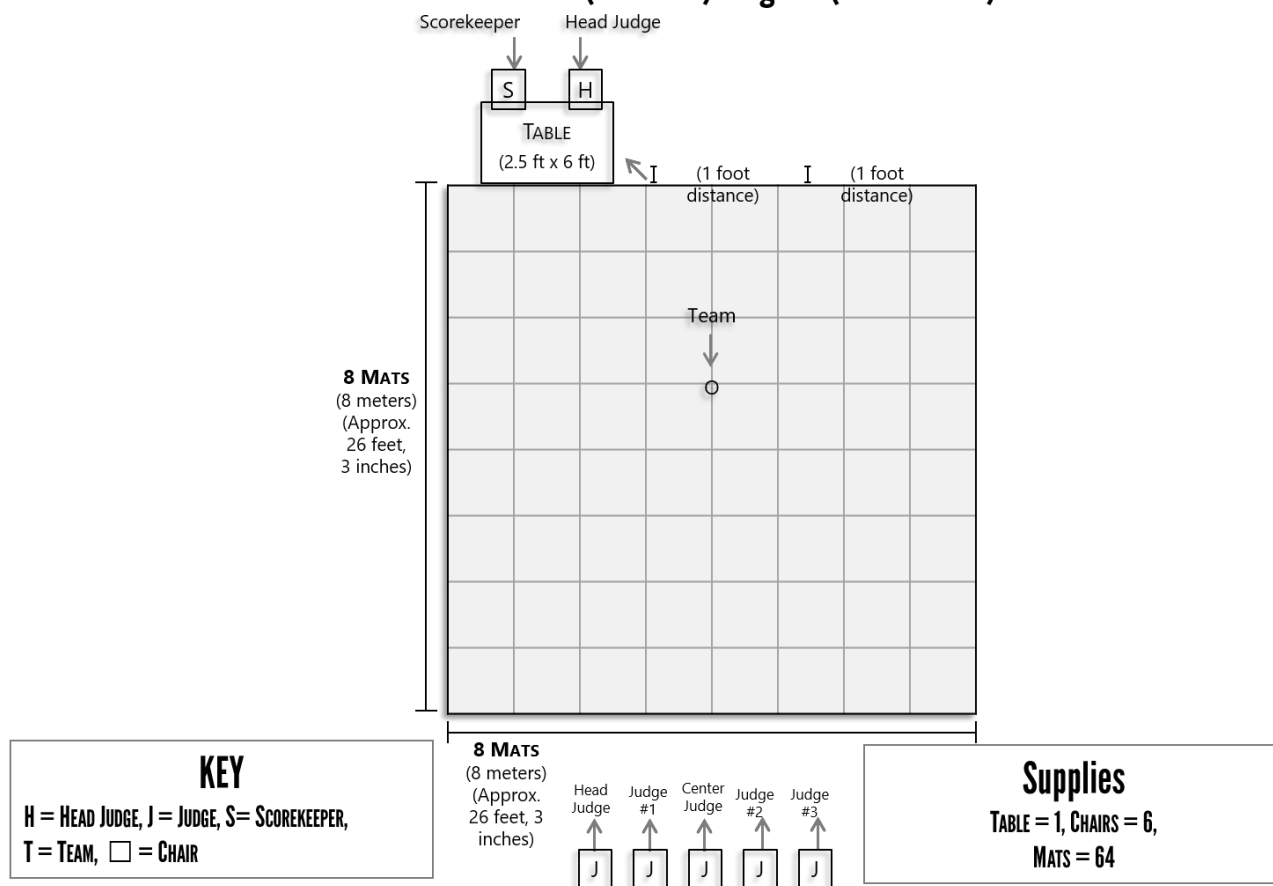 Scorekeeper
Head Judge
S
H
TABLE
(2.5 ft x 6 ft)
I
(1 foot
distance)
I
(1 foot
distance)
Team
O
8 MATS
(8 meters)
(Approx.
26 feet,
3 inches)
8 MATS
(8 meters)
(Approx.
26 feet, 3
inches)
Head
Judge
Judge
#1
Center
Judge
Judge
#2
Judge
#3
J
J
J
J
J
KEY
H = HEAD JUDGE, J = JUDGE, S= SCOREKEEPER,
T = TEAM, □ = CHAIR
Supplies
TABLE = 1, CHAIRS = 6,
MATS = 64